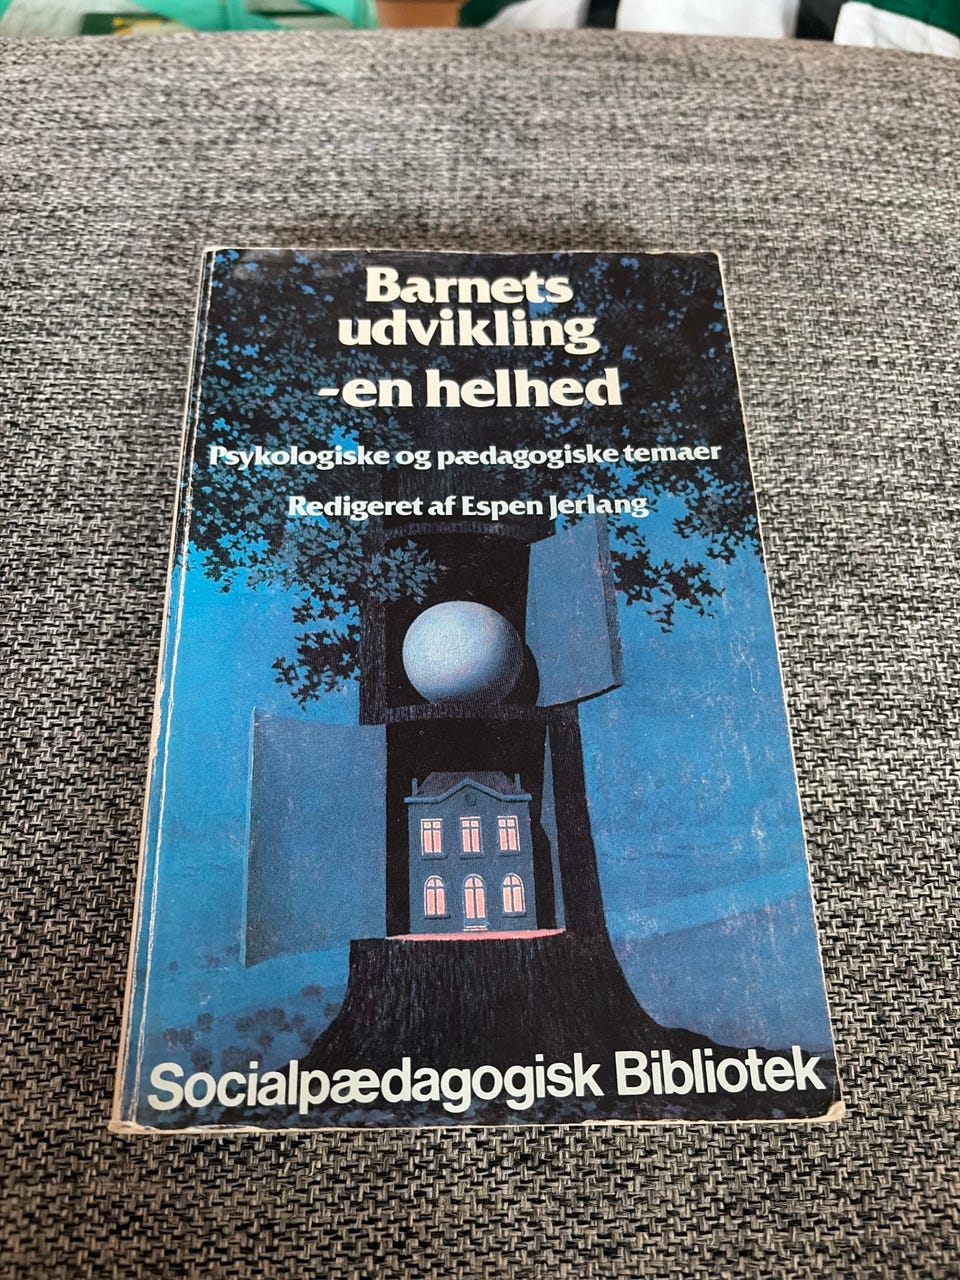 Barnets
udvikling
-en helhed
Psykologiske og pædagogiske temaer
Redigeret af Espen Jerlang
Socialpædagogisk Bibliotek